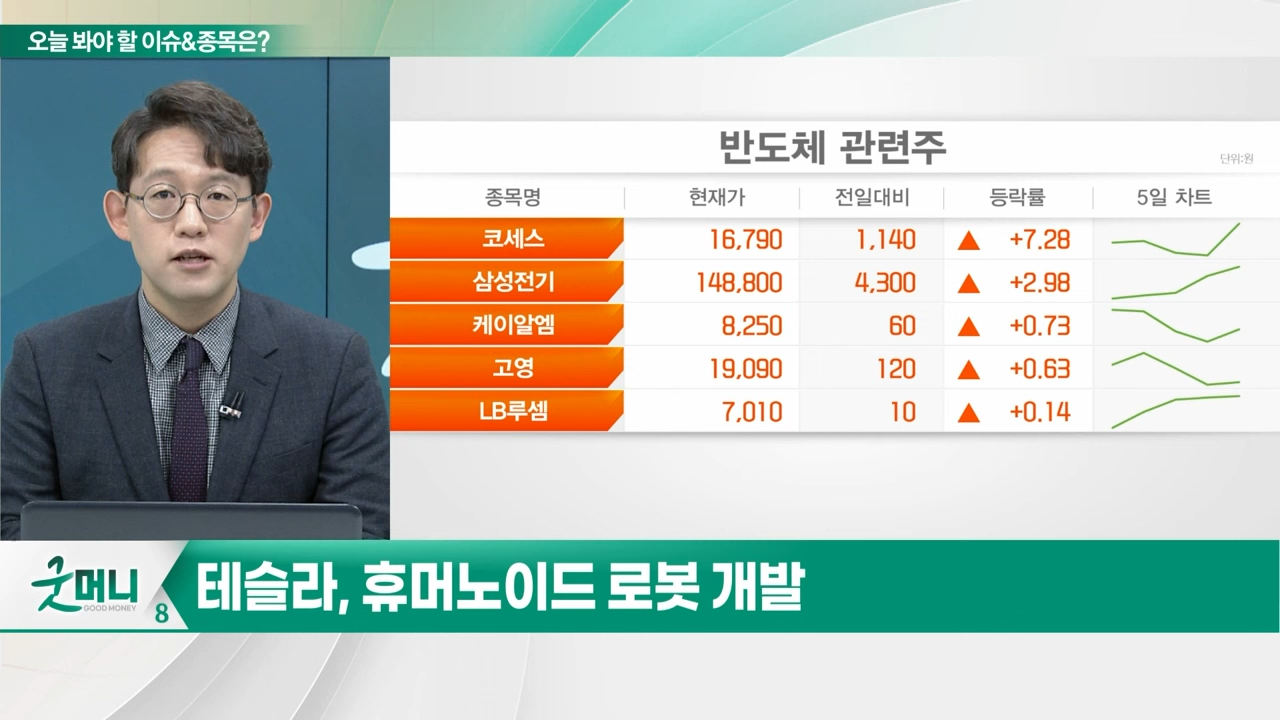 오늘 봐야 할 이슈&종목은?
반도체 관련주
단위:원
종목명 현재가 전일대비 등락률 5일 차트
코세스 16,790 1,140 ▲ +7.28
삼성전기 148,800 4,300 ▲ +2.98
케이알엠 8,250 60 ▲ +0.73
고영 19,090 120 ▲ +0.63
LB루셈 7,010 10 ▲ +0.14
굿머니
GOOD MONEY
8
테슬라, 휴머노이드 로봇 개발